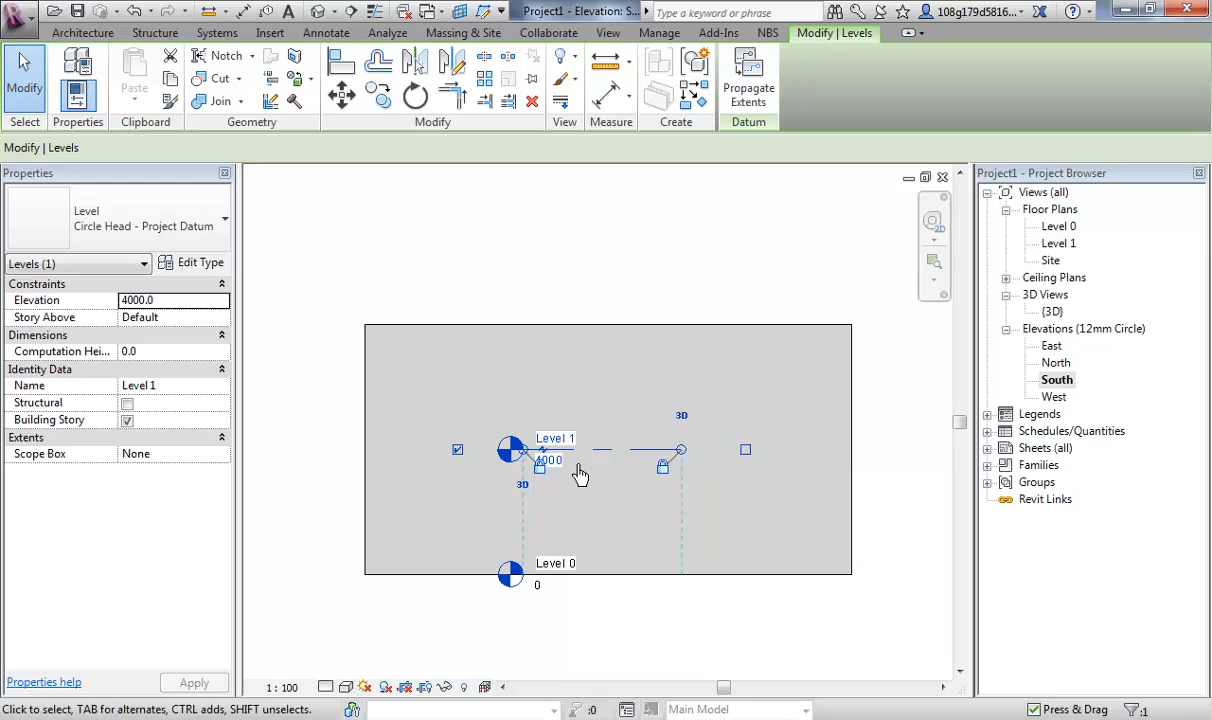 Project1 - Elevation: S...
Type a keyword or phrase
108g179d5816...
Architecture
Structure
Systems
Insert
Annotate
Analyze
Massing & Site
Collaborate
View
Manage
Add-Ins
NBS
Modify | Levels
Modify
Paste
Notch
Cut
Join
Propagate
Extents
Select
Properties
Clipboard
Geometry
Modify
View
Measure
Create
Datum
Modify | Levels
Properties
Level
Circle Head - Project Datum
Levels (1)
Edit Type
Constraints
Elevation
4000.0
Story Above
Default
Dimensions
Computation Hei...
0.0
Identity Data
Name
Level 1
Structural
Building Story
Extents
Scope Box
None
Properties help
Apply
2D
3D
Level 1
4000
3D
Level 0
0
Project1 - Project Browser
Views (all)
Floor Plans
Level 0
Level 1
Site
Ceiling Plans
3D Views
{3D}
Elevations (12mm Circle)
East
North
South
West
Legends
Schedules/Quantities
Sheets (all)
Families
Groups
Revit Links
1 : 100
Click to select, TAB for alternates, CTRL adds, SHIFT unselects.
:0
Main Model
Press & Drag
:1